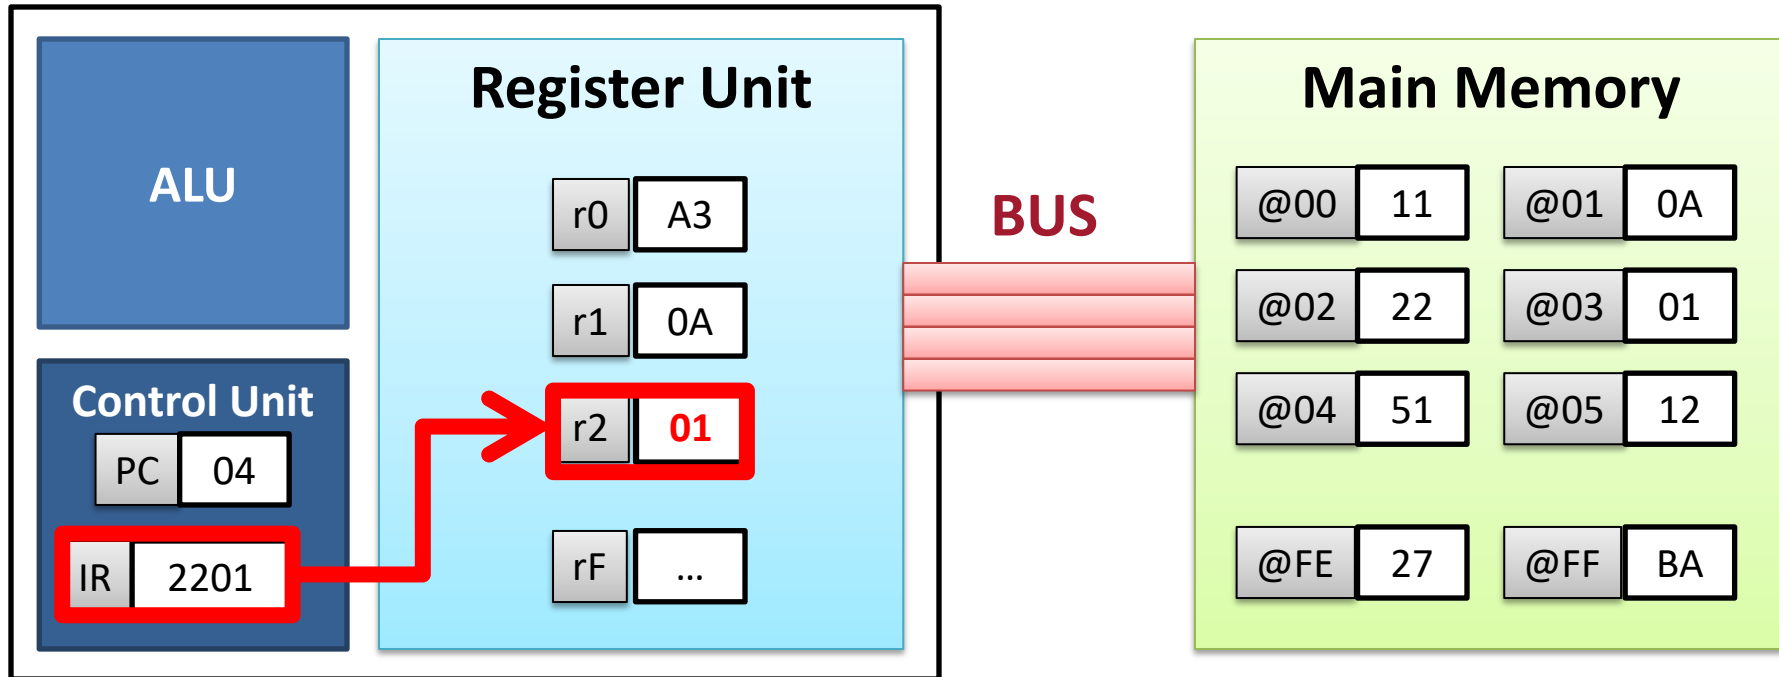 ALU
Control Unit
PC 04
IR 2201
Register Unit
r0 A3
r1 0A
r2 01
rF ...
BUS
Main Memory
@00 11 @01 0A
@02 22 @03 01
@04 51 @05 12
@FE 27 @FF BA